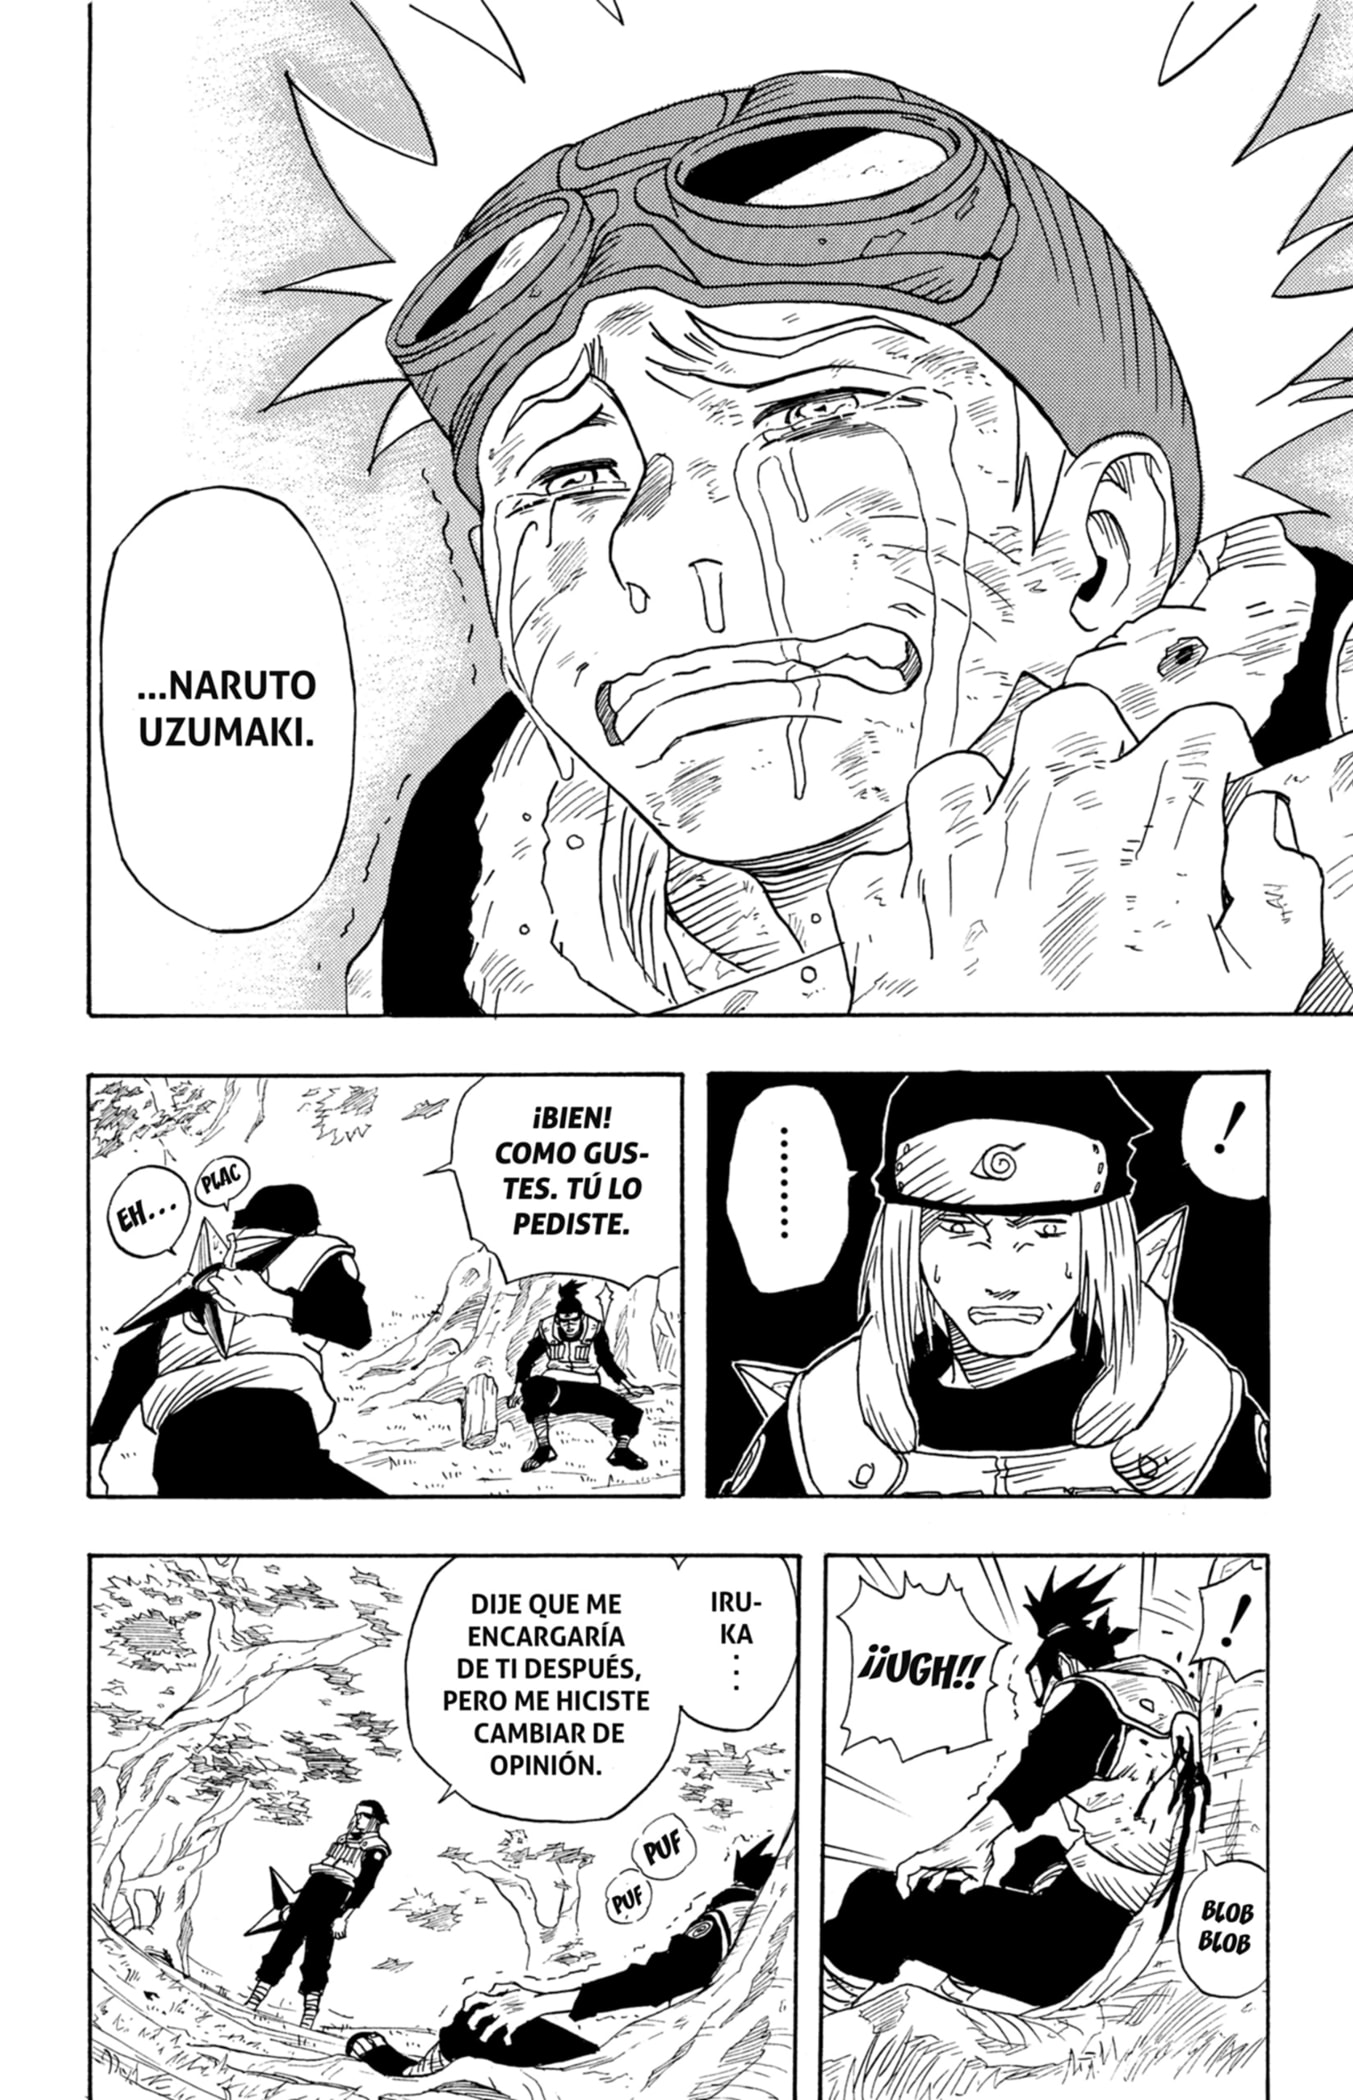 ...NARUTO
UZUMAKI.
!
.........
¡BIEN!
COMO GUS-
TES. TÚ LO
PEDISTE.
PLAC
EH...
!
¡¡UGH!!
BLOB
BLOB
IRU-
KA
...
DIJE QUE ME
ENCARGARÍA
DE TI DESPUÉS,
PERO ME HICISTE
CAMBIAR DE
OPINIÓN.
PUF
PUF